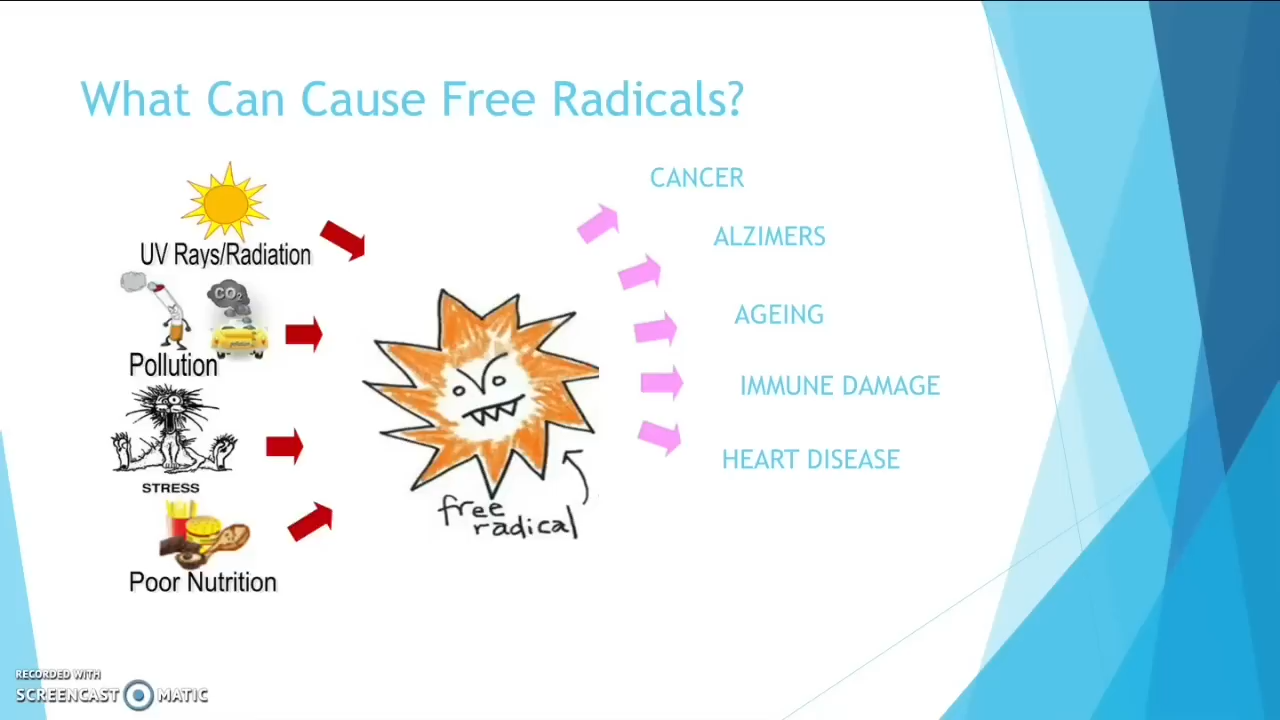 What Can Cause Free Radicals?
UV Rays/Radiation
CO2
pollution
Pollution
STRESS
Poor Nutrition
free
radical
CANCER
ALZIMERS
AGEING
IMMUNE DAMAGE
HEART DISEASE
RECORDED WITH
SCREENCAST MATIC